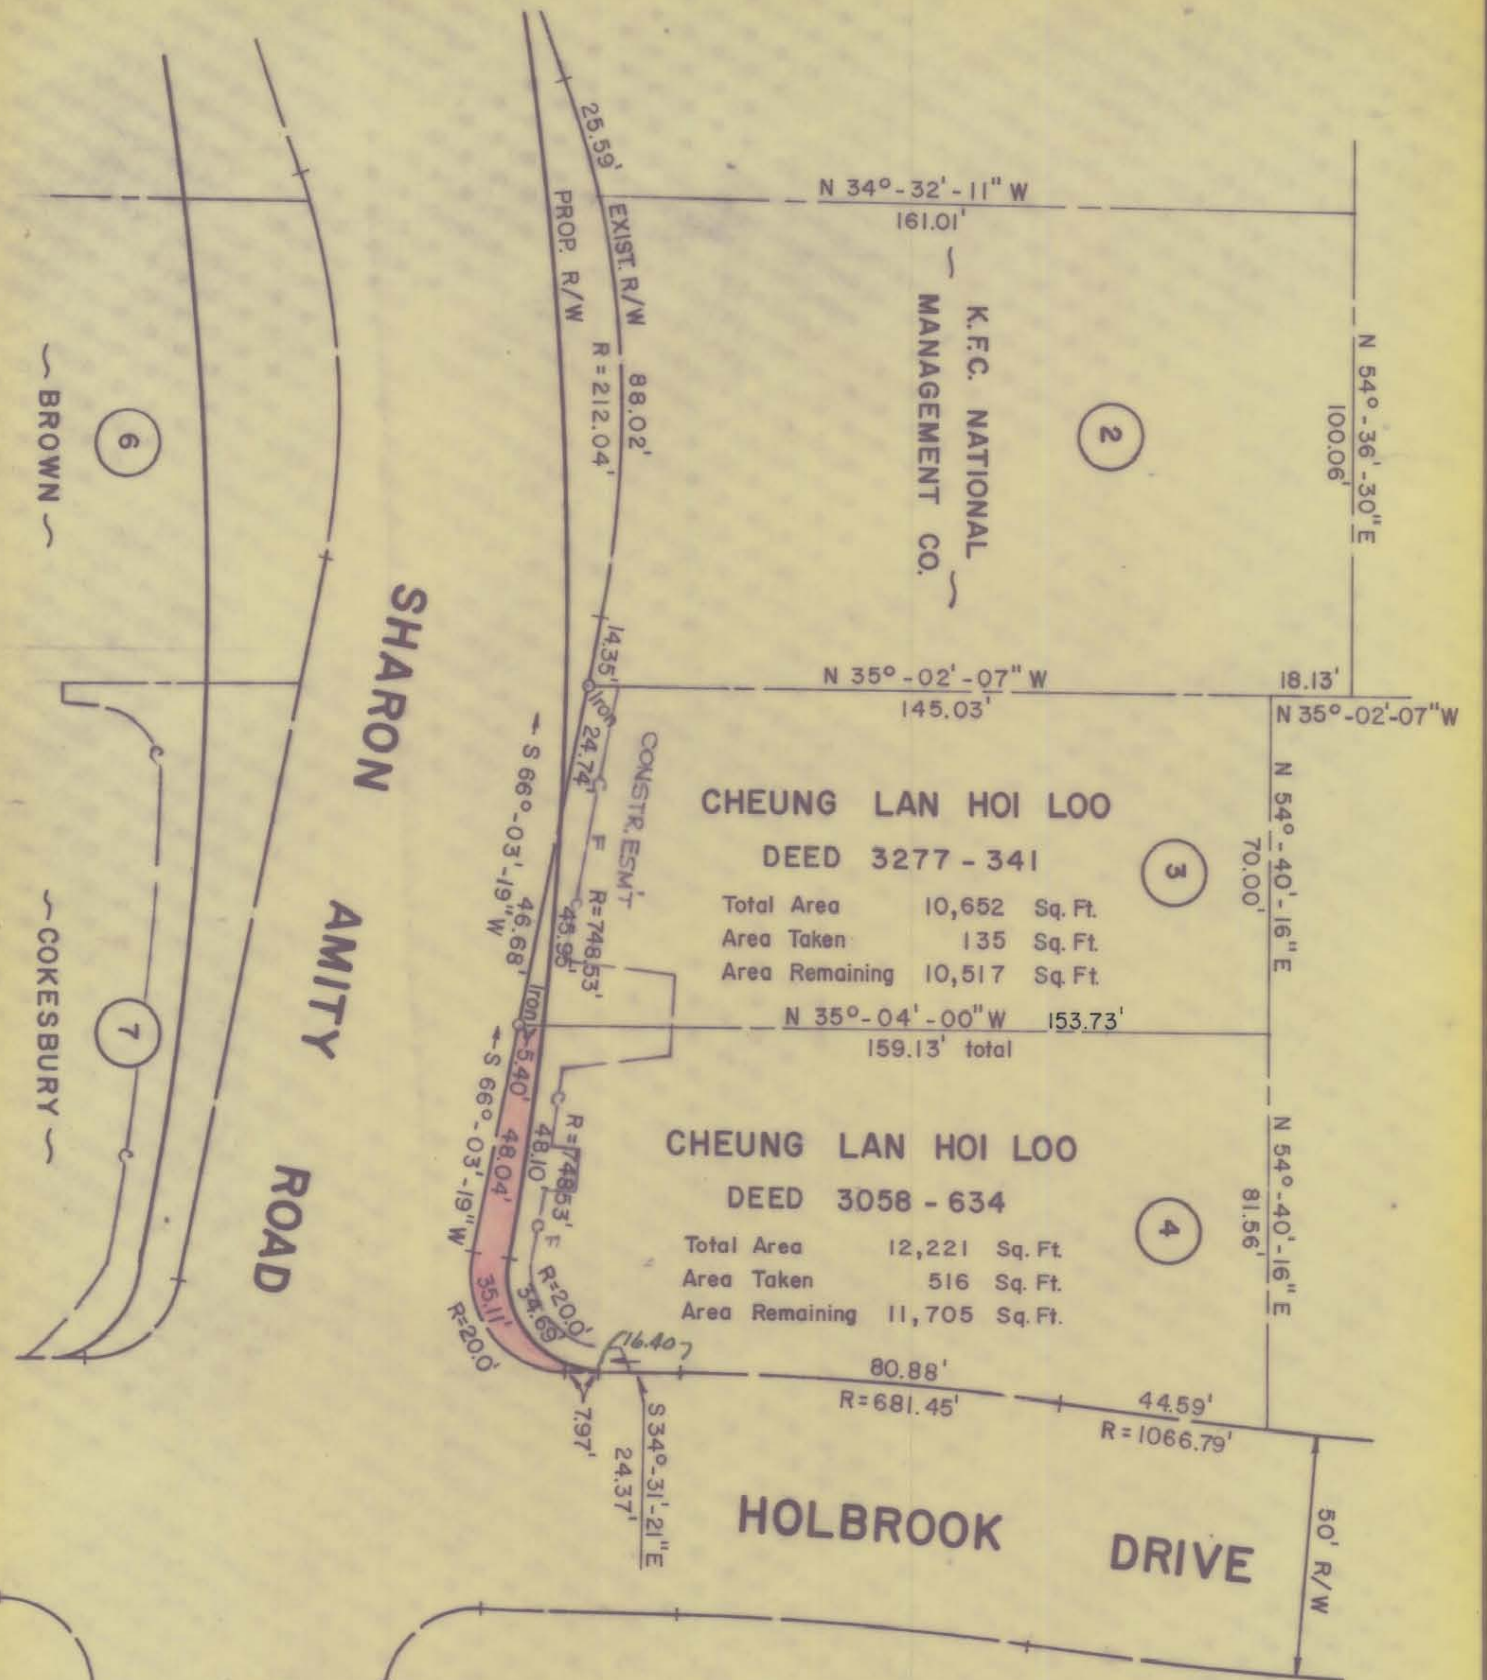 25.59'
EXIST. R/W
PROP. R/W
88.02'
R = 212.04'
N 34°-32'-11" W
161.01'
~ K.F.C. NATIONAL
MANAGEMENT CO. ~
2
N 54°-36'-30" E
100.06'
6
~ BROWN ~
14.35'
Iron
24.74'
N 35°-02'-07" W
145.03'
18.13'
N 35°-02'-07" W
SHARON AMITY ROAD
CONSTR. ESM'T
C
F
C
R=748.53'
45.95'
S 66°-03'-19" W
46.68'
Iron
CHEUNG LAN HOI LOO
DEED 3277 - 341
Total Area 10,652 Sq. Ft.
Area Taken 135 Sq. Ft.
Area Remaining 10,517 Sq. Ft.
3
N 54°-40'-16" E
70.00'
N 35°-04'-00" W 153.73'
159.13' total
~ COKESBURY ~
7
C
C
5.40'
S 66°-03'-19" W
48.04'
48.10'
C
R=748.53'
C
F
CHEUNG LAN HOI LOO
DEED 3058 - 634
Total Area 12,221 Sq. Ft.
Area Taken 516 Sq. Ft.
Area Remaining 11,705 Sq. Ft.
4
N 54°-40'-16" E
81.56'
35.11'
R=20.0'
R=20.0'
34.69'
16.40
7.97'
S 34°-31'-21" E
24.37'
80.88'
R=681.45'
44.59'
R=1066.79'
HOLBROOK DRIVE
50' R/W